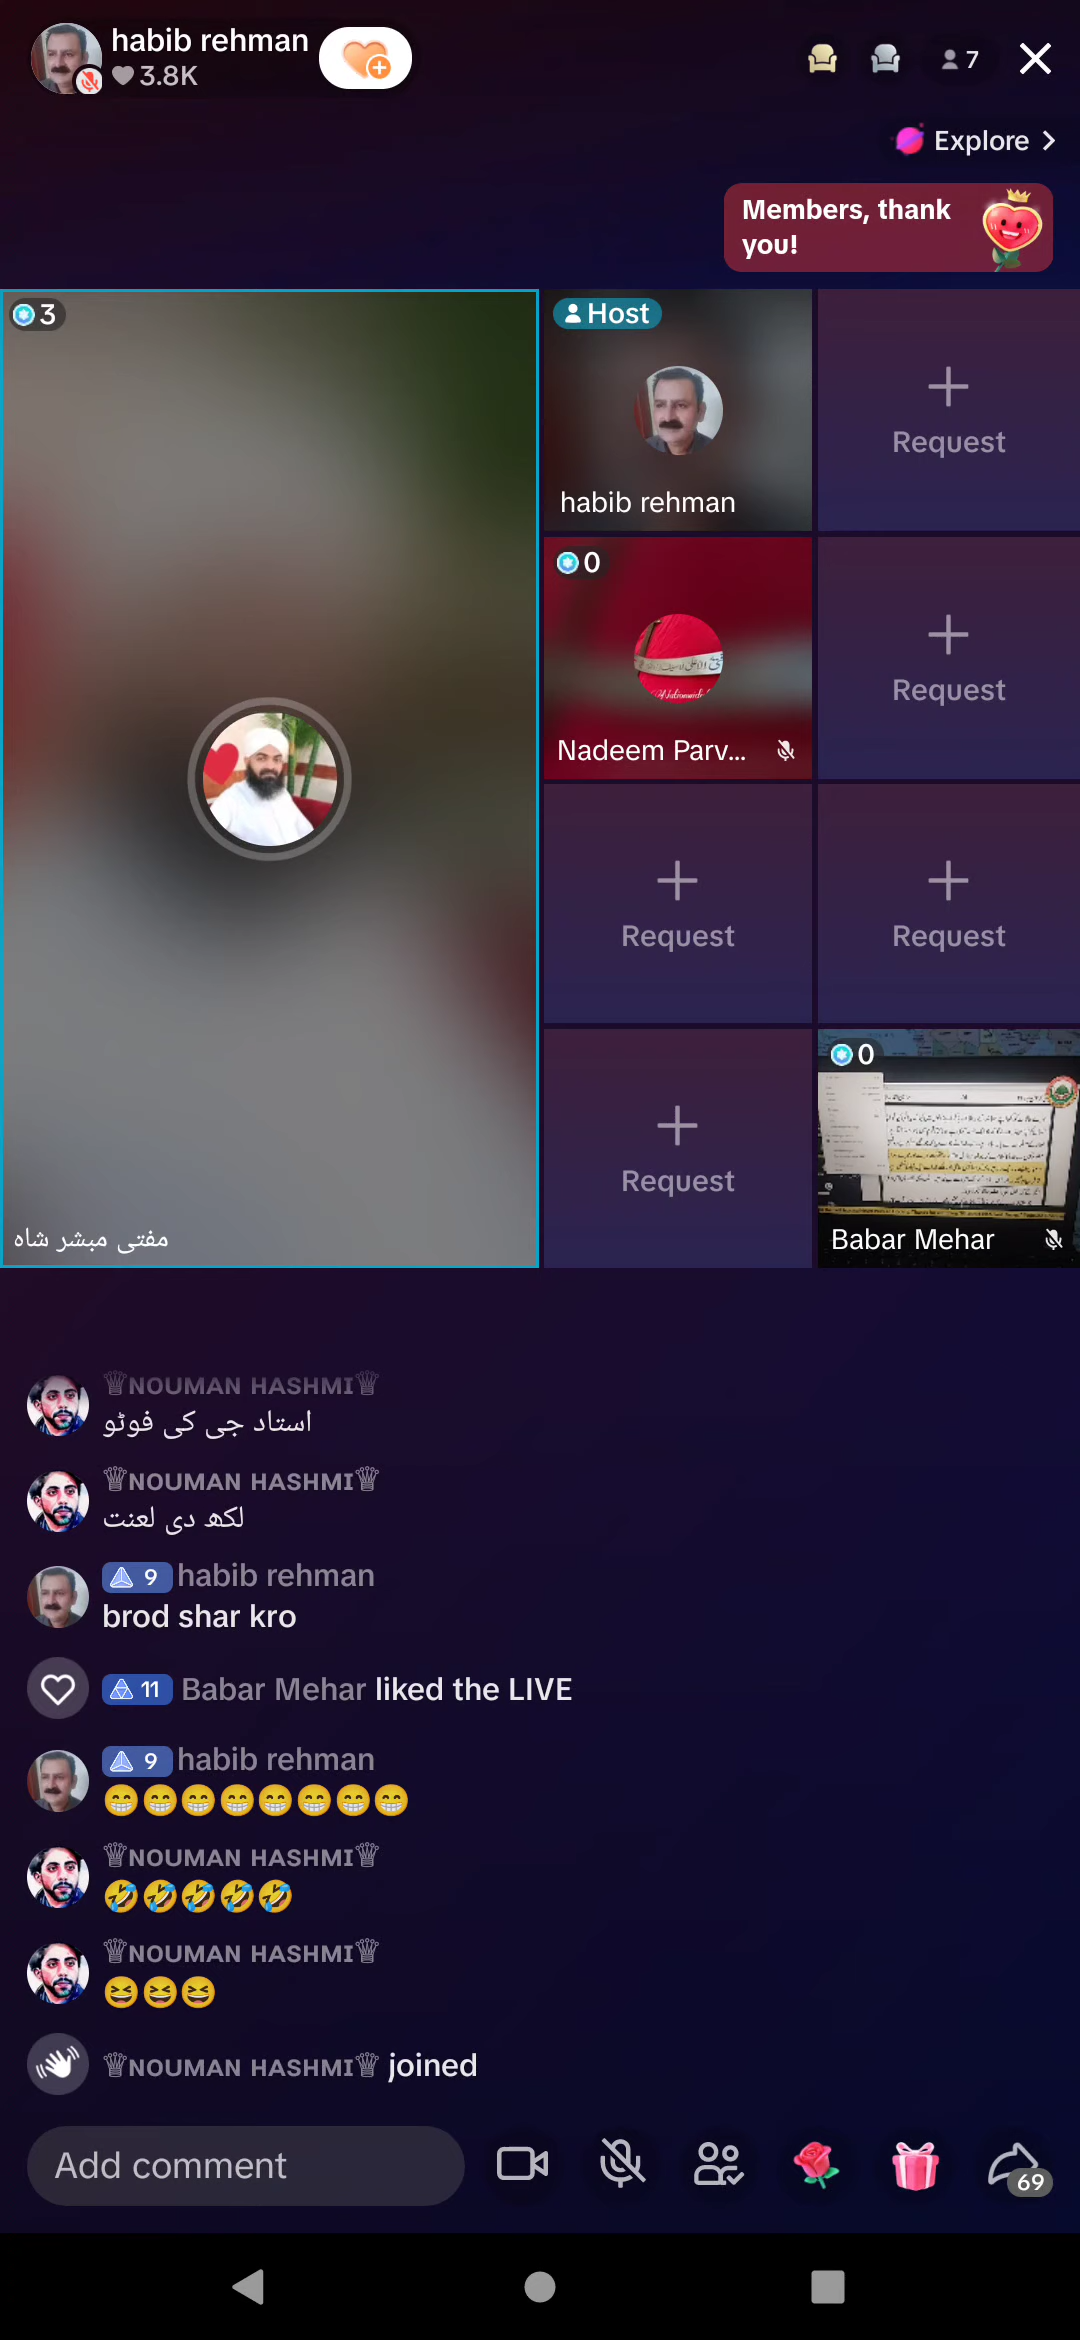 habib rehman
3.8K
7
Explore
Members, thank
you!
3
Host
habib rehman
Request
0
Nadeem Parv...
Request
Request
Request
Request
0
Babar Mehar
مفتی مبشر شاہ
♕NOUMAN HASHMI♕
استاد جی کی فوٹو
♕NOUMAN HASHMI♕
لکھ دی لعنت
9 habib rehman
brod shar kro
11 Babar Mehar liked the LIVE
9 habib rehman
😁😁😁😁😁😁😁😁
♕NOUMAN HASHMI♕
🤣🤣🤣🤣🤣
♕NOUMAN HASHMI♕
😆😆😆
♕NOUMAN HASHMI♕ joined
Add comment
69